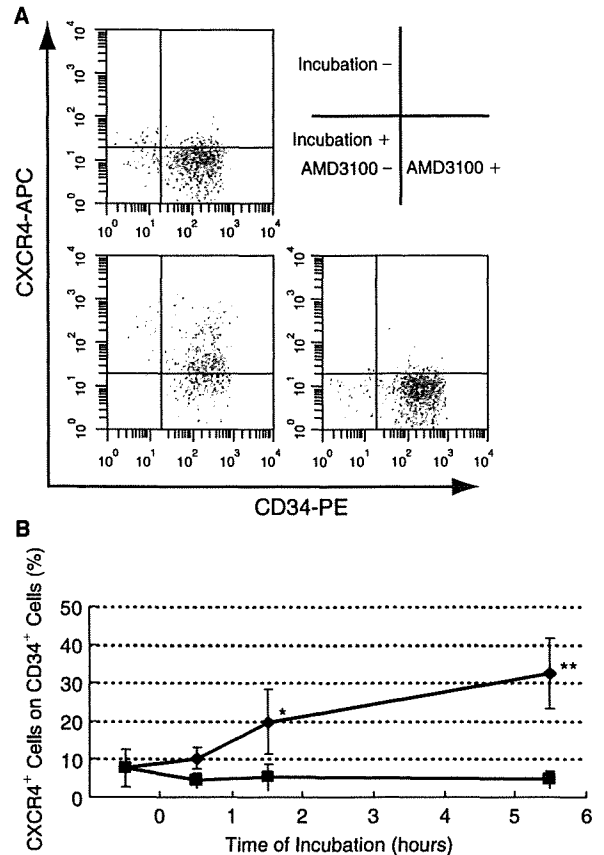 A
CXCR4-APC
10⁰ 10¹ 10² 10³ 10⁴
10⁰ 10¹ 10² 10³ 10⁴
Incubation –
Incubation +
AMD3100 –
AMD3100 +
10⁰ 10¹ 10² 10³ 10⁴
10⁰ 10¹ 10² 10³ 10⁴
10⁰ 10¹ 10² 10³ 10⁴
10⁰ 10¹ 10² 10³ 10⁴
CD34-PE
B
CXCR4⁺ Cells on CD34⁺ Cells (%)
50
40
30
20
10
0
*
**
0 1 2 3 4 5 6
Time of Incubation (hours)